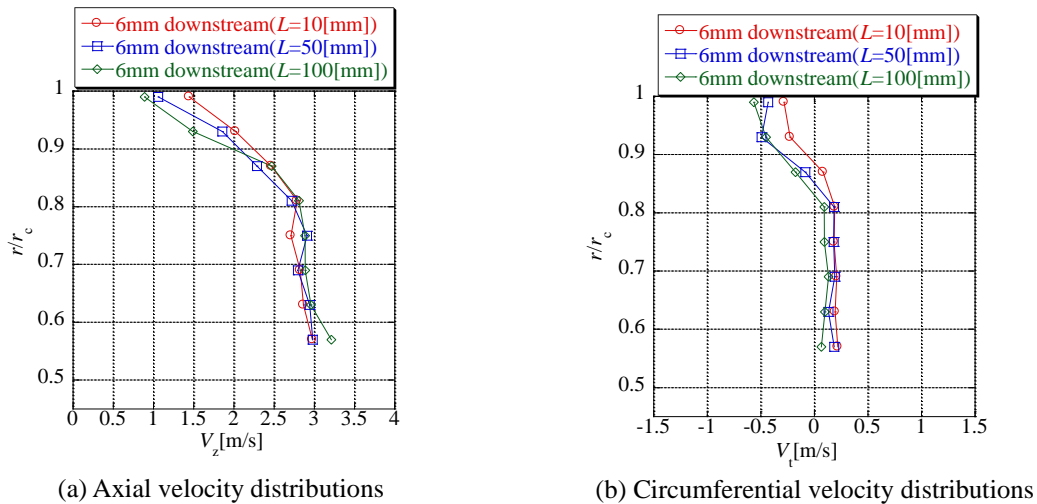 6mm downstream(L=10[mm])
6mm downstream(L=50[mm])
6mm downstream(L=100[mm])
1
0.9
0.8
0.7
0.6
0.5
r/rc
0 0.5 1 1.5 2 2.5 3 3.5 4
Vz[m/s]
(a) Axial velocity distributions
6mm downstream(L=10[mm])
6mm downstream(L=50[mm])
6mm downstream(L=100[mm])
1
0.9
0.8
0.7
0.6
0.5
r/rc
-1.5 -1 -0.5 0 0.5 1 1.5
Vt[m/s]
(b) Circumferential velocity distributions